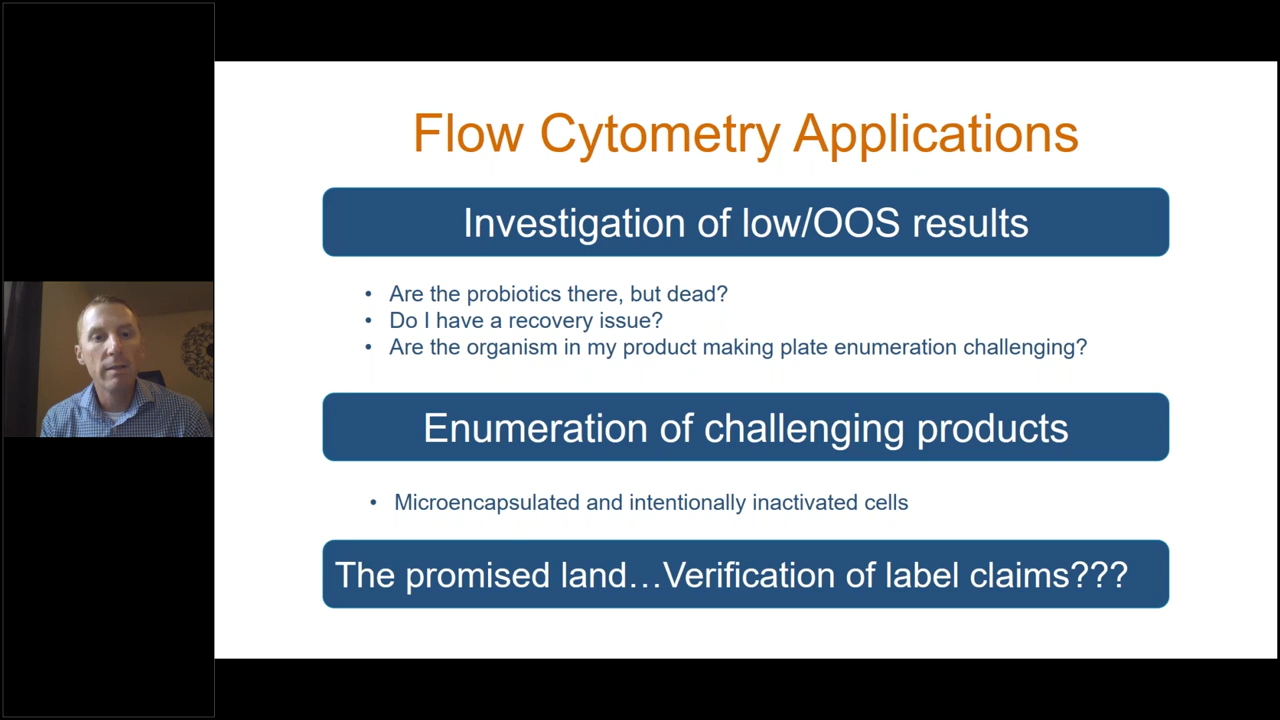 Flow Cytometry Applications
Investigation of low/OOS results
• Are the probiotics there, but dead?
• Do I have a recovery issue?
• Are the organism in my product making plate enumeration challenging?
Enumeration of challenging products
• Microencapsulated and intentionally inactivated cells
The promised land…Verification of label claims???